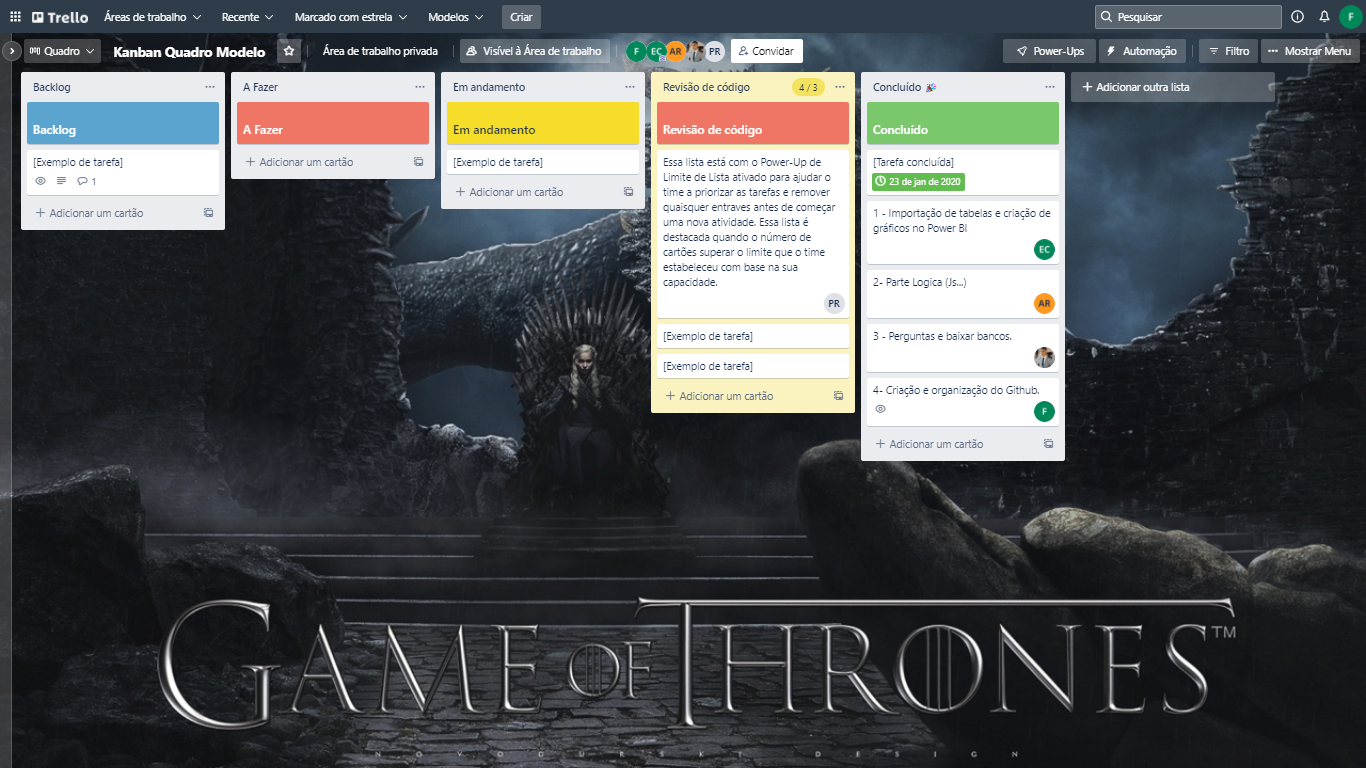 Trello
Áreas de trabalho
Recente
Marcado com estrela
Modelos
Criar
Pesquisar
F
Quadro
Kanban Quadro Modelo
Área de trabalho privada
Visível à Área de trabalho
F
EC
AR
PR
Convidar
Power-Ups
Automação
Filtro
Mostrar Menu
Backlog
Backlog
[Exemplo de tarefa]
1
+ Adicionar um cartão
A Fazer
A Fazer
+ Adicionar um cartão
Em andamento
Em andamento
[Exemplo de tarefa]
+ Adicionar um cartão
Revisão de código
4 / 3
Revisão de código
Essa lista está com o Power-Up de
Limite de Lista ativado para ajudar o
time a priorizar as tarefas e remover
quaisquer entraves antes de começar
uma nova atividade. Essa lista é
destacada quando o número de
cartões superar o limite que o time
estabeleceu com base na sua
capacidade.
PR
[Exemplo de tarefa]
[Exemplo de tarefa]
+ Adicionar um cartão
Concluído 🎉
Concluído
[Tarefa concluída]
23 de jan de 2020
1 - Importação de tabelas e criação de
gráficos no Power BI
EC
2- Parte Logica (Js...)
AR
3 - Perguntas e baixar bancos.
4- Criação e organização do Github.
F
+ Adicionar um cartão
+ Adicionar outra lista
GAME OF THRONES™
NOVOGURSKI DESIGN